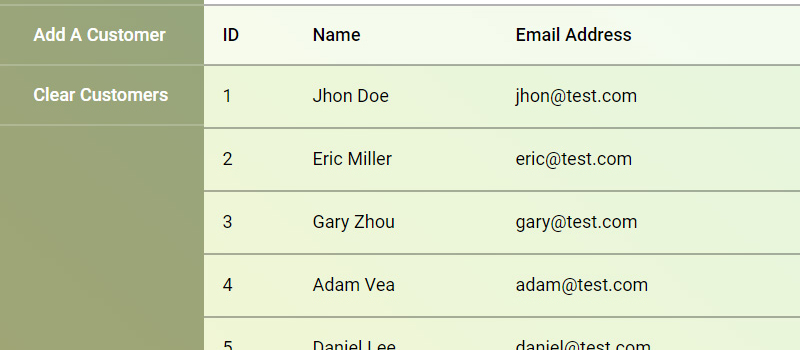 Add A Customer
Clear Customers
ID Name Email Address
1 Jhon Doe jhon@test.com
2 Eric Miller eric@test.com
3 Gary Zhou gary@test.com
4 Adam Vea adam@test.com
5 Daniel Lee daniel@test.com